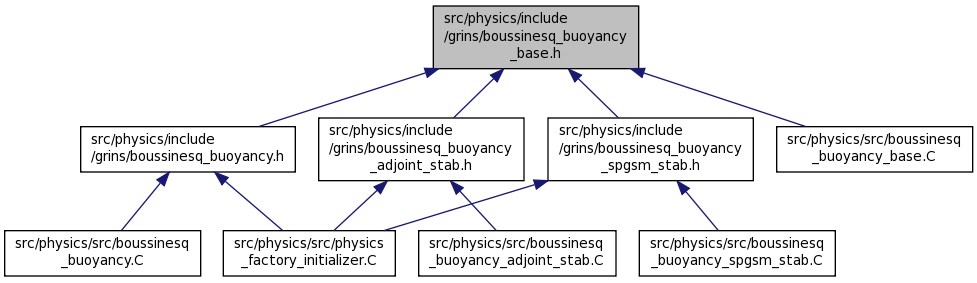 src/physics/include
/grins/boussinesq_buoyancy
_base.h
src/physics/include
/grins/boussinesq_buoyancy.h
src/physics/include
/grins/boussinesq_buoyancy
_adjoint_stab.h
src/physics/include
/grins/boussinesq_buoyancy
_spgsm_stab.h
src/physics/src/boussinesq
_buoyancy_base.C
src/physics/src/boussinesq
_buoyancy.C
src/physics/src/physics
_factory_initializer.C
src/physics/src/boussinesq
_buoyancy_adjoint_stab.C
src/physics/src/boussinesq
_buoyancy_spgsm_stab.C